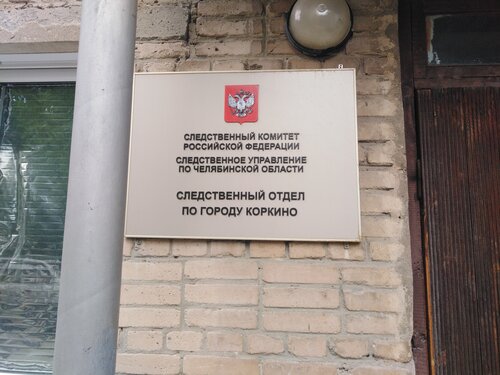 СЛЕДСТВЕННЫЙ КОМИТЕТ
РОССИЙСКОЙ ФЕДЕРАЦИИ
СЛЕДСТВЕННОЕ УПРАВЛЕНИЕ
ПО ЧЕЛЯБИНСКОЙ ОБЛАСТИ
СЛЕДСТВЕННЫЙ ОТДЕЛ
ПО ГОРОДУ КОРКИНО